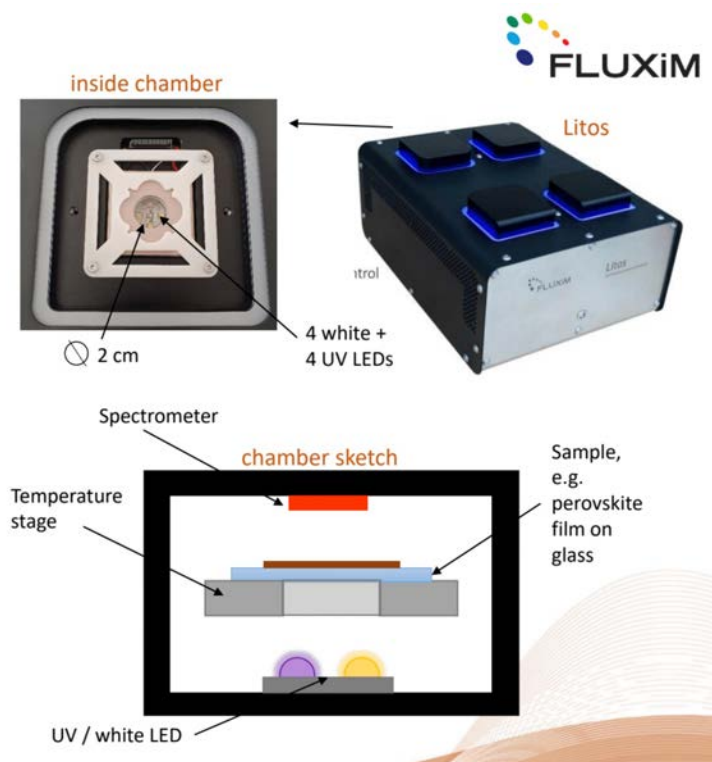 FLUXiM
inside chamber
Litos
ntrol
FLUXiM
Litos
∅ 2 cm
4 white +
4 UV LEDs
Spectrometer
chamber sketch
Sample,
e.g.
perovskite
film on
glass
Temperature
stage
UV / white LED